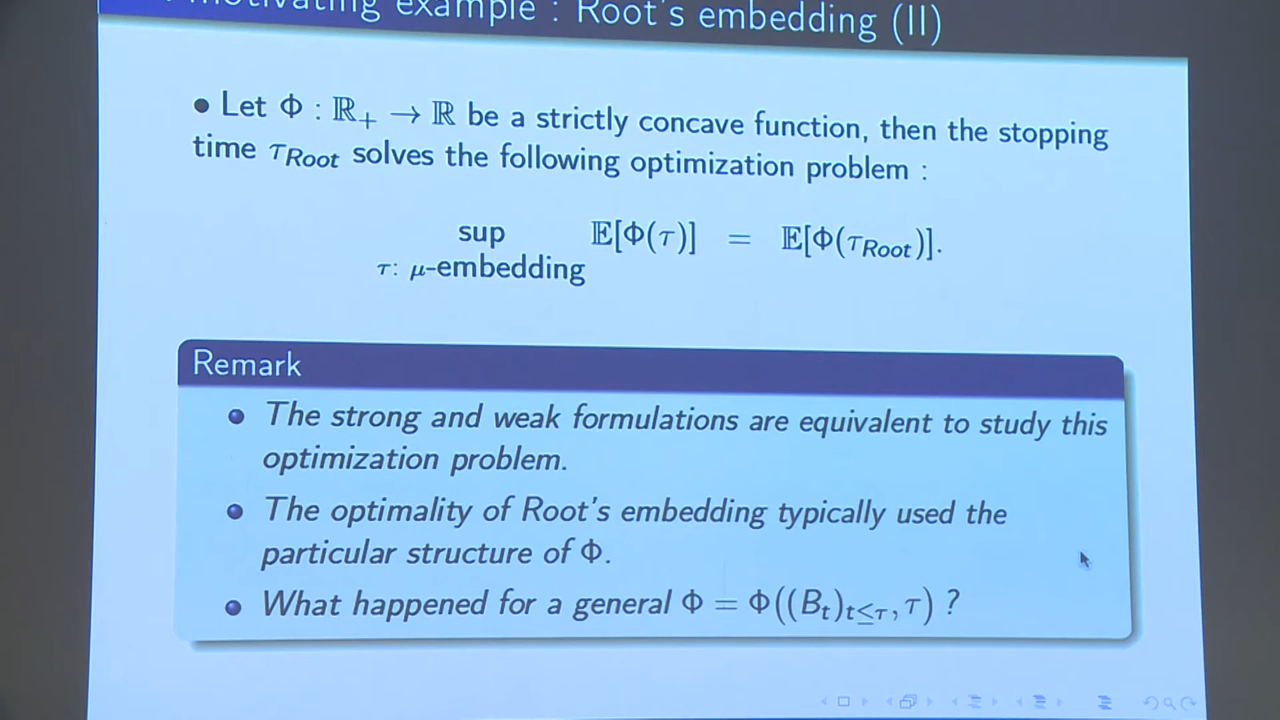 motivating example : Root's embedding (II)
• Let Φ : ℝ₊ → ℝ be a strictly concave function, then the stopping
time τ_Root solves the following optimization problem :
sup 𝔼[Φ(τ)] = 𝔼[Φ(τ_Root)].
τ: μ-embedding
Remark
The strong and weak formulations are equivalent to study this
optimization problem.
The optimality of Root's embedding typically used the
particular structure of Φ.
What happened for a general Φ = Φ((B_t)_{t≤τ}, τ) ?